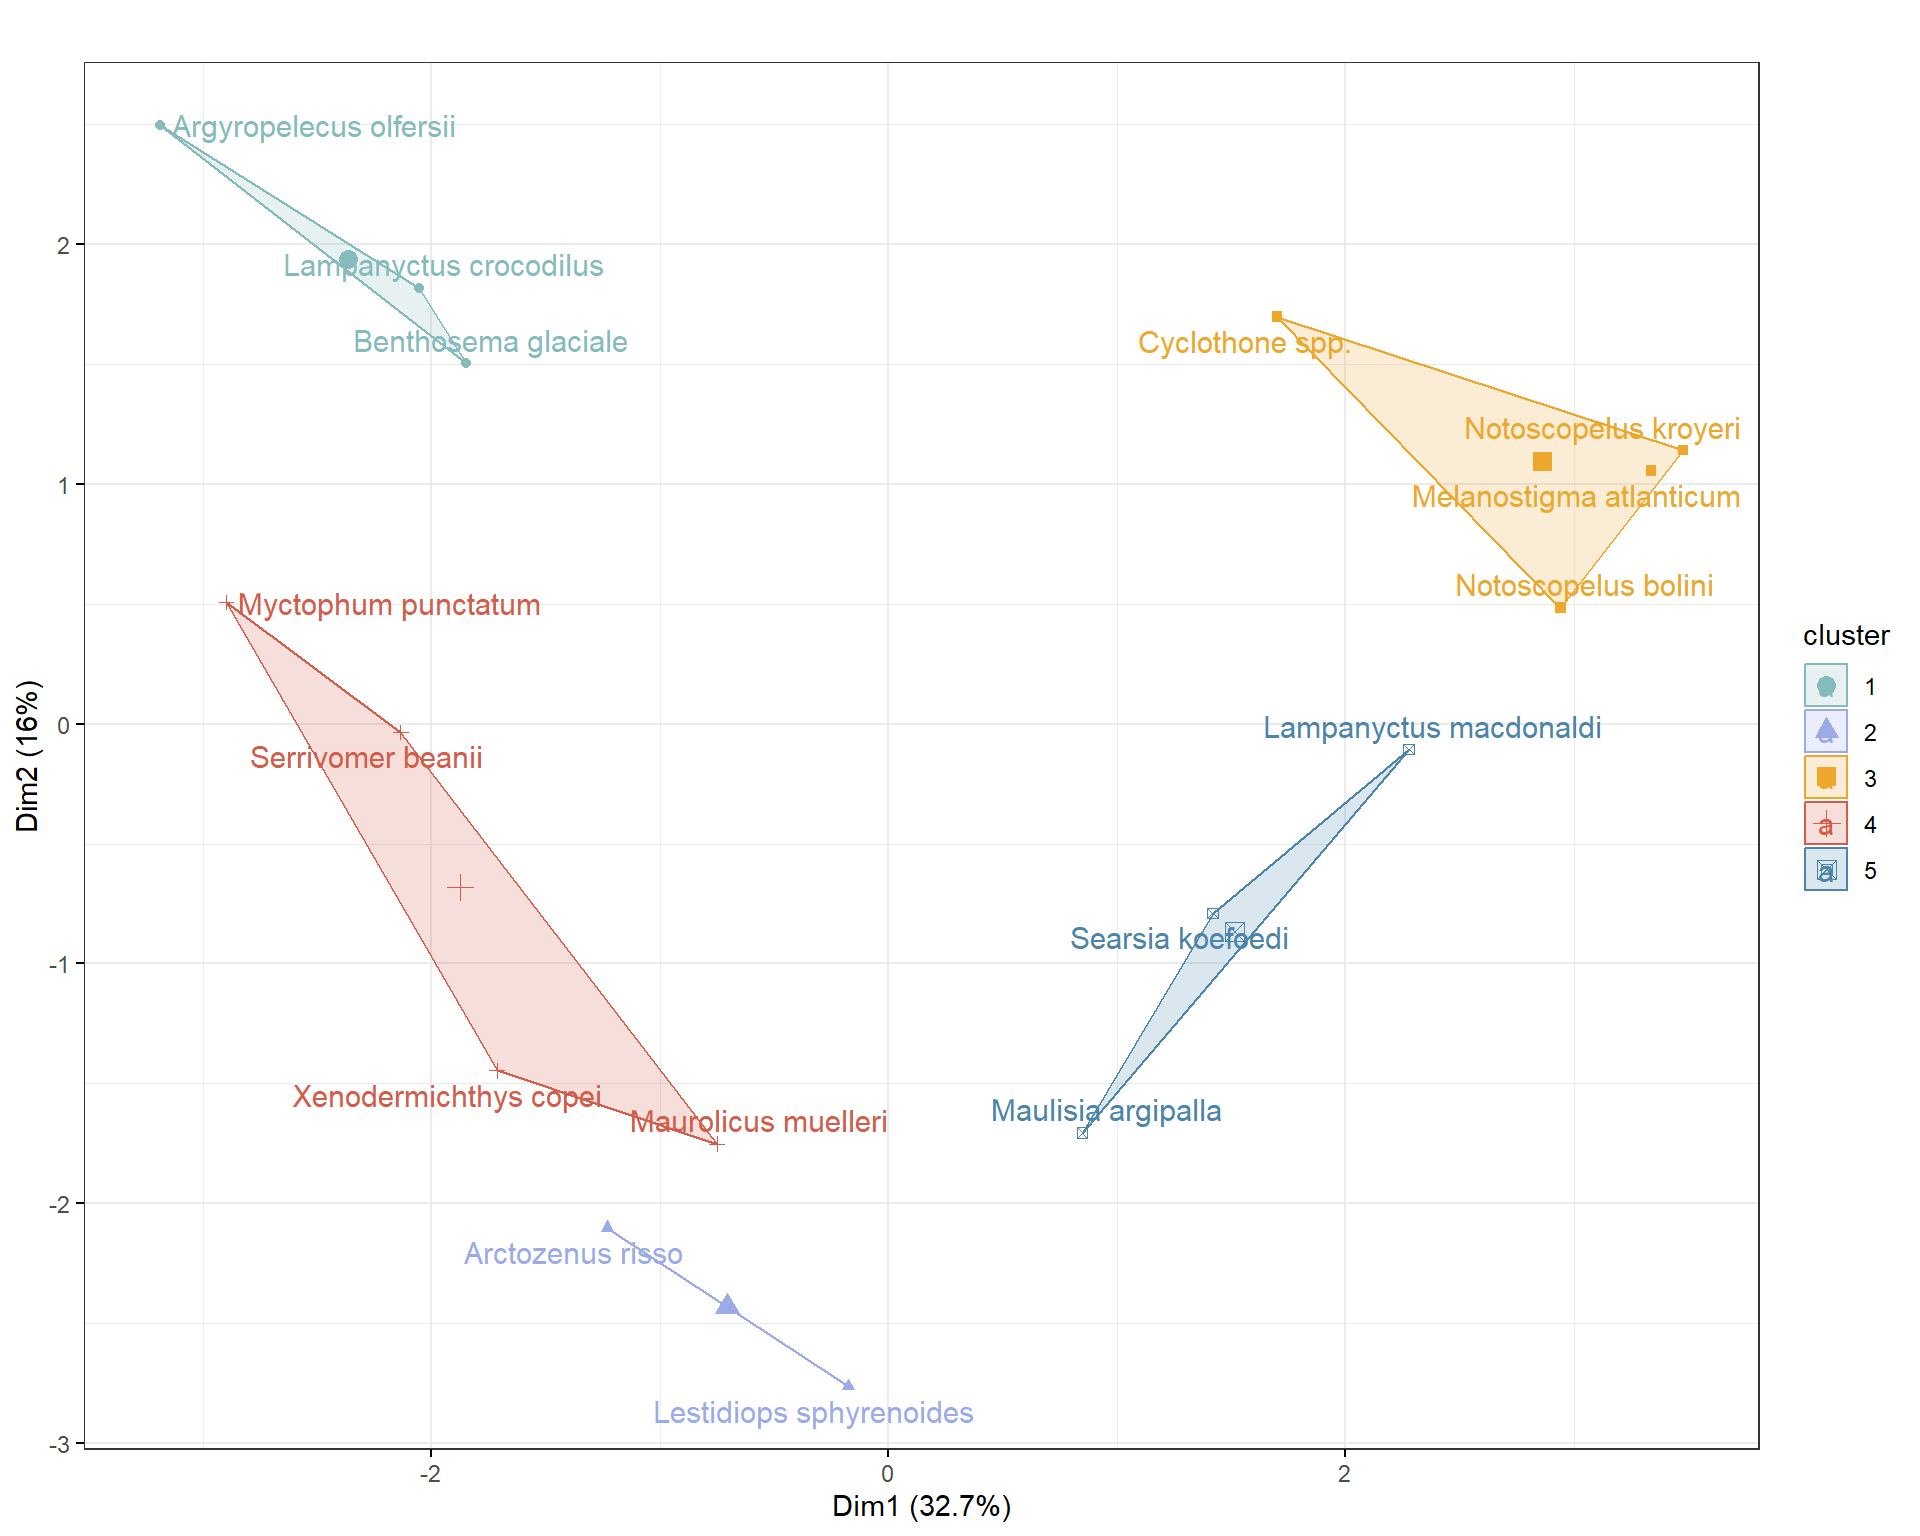 Argyropelecus olfersii
Lampanyctus crocodilus
Benthosema glaciale
Cyclothone spp.
Notoscopelus kroyeri
Melanostigma atlanticum
Notoscopelus bolini
Myctophum punctatum
Serrivomer beanii
Lampanyctus macdonaldi
Searsia koefoedi
Xenodermichthys copei
Maurolicus muelleri
Maulisia argipalla
Arctozenus risso
Lestidiops sphyrenoides
2
1
0
-1
-2
-3
Dim2 (16%)
-2
0
2
Dim1 (32.7%)
cluster
a 1
a 2
a 3
a 4
a 5